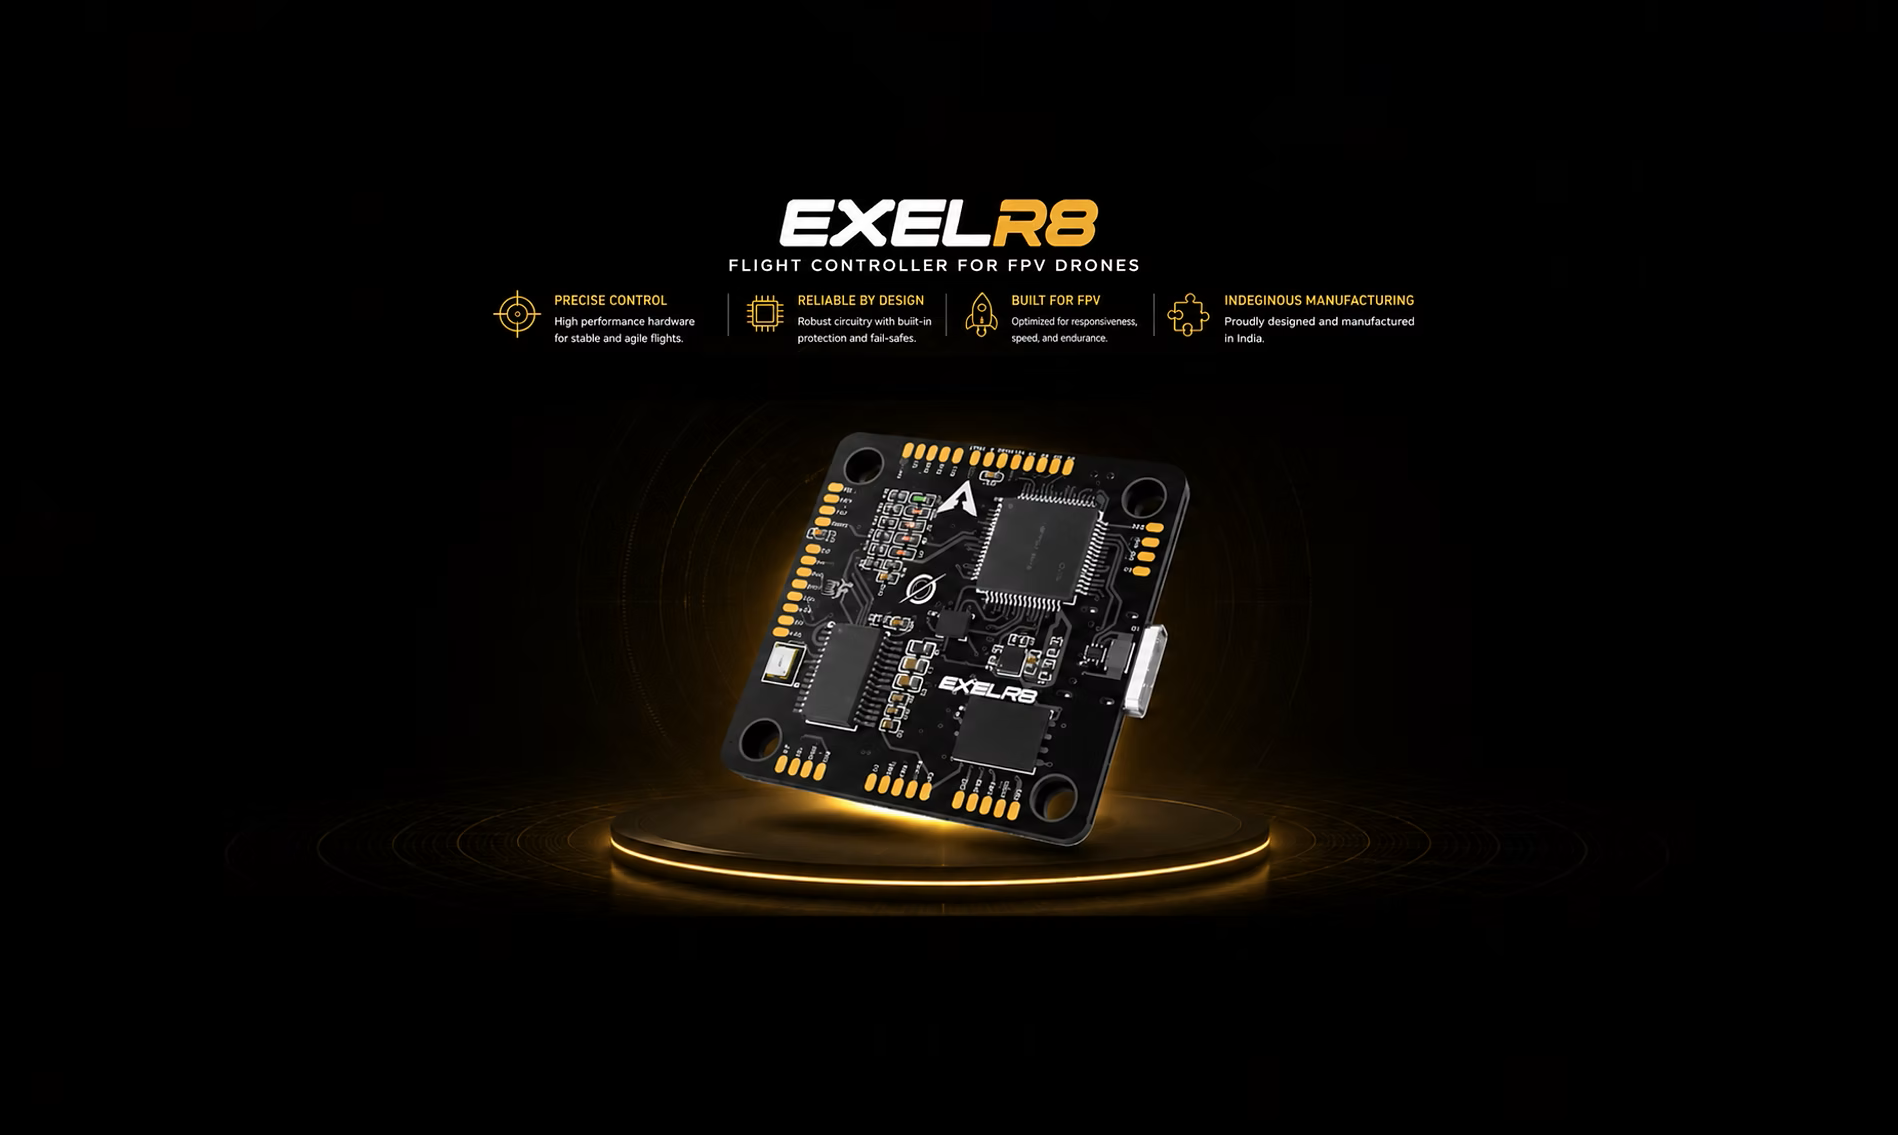 EXELR8
FLIGHT CONTROLLER FOR FPV DRONES
PRECISE CONTROL
High performance hardware
for stable and agile flights.
RELIABLE BY DESIGN
Robust circuitry with built-in
protection and fail-safes.
BUILT FOR FPV
Optimized for responsiveness,
speed, and endurance.
INDEGINOUS MANUFACTURING
Proudly designed and manufactured
in India.
EXELR8